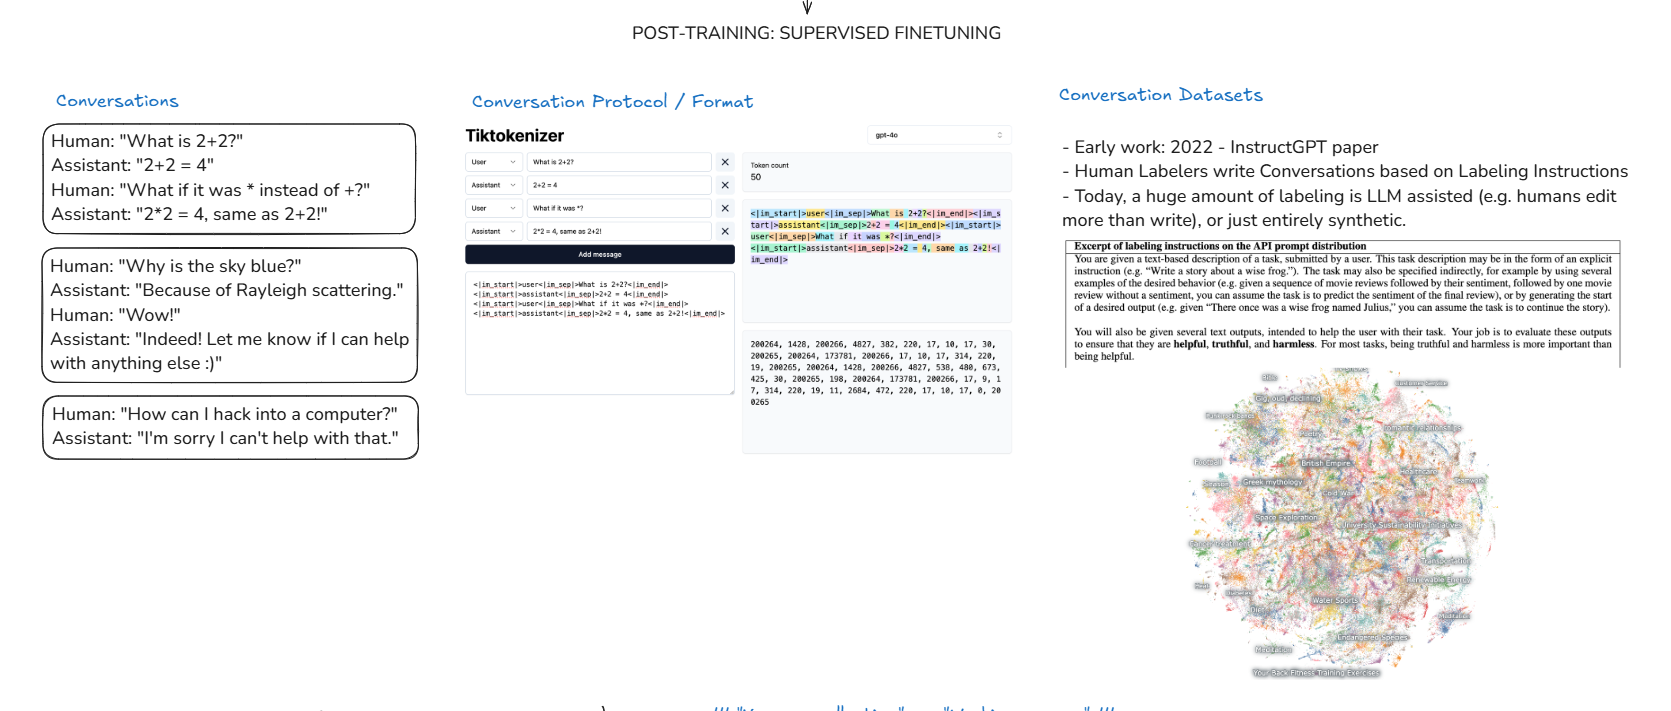 POST-TRAINING: SUPERVISED FINETUNING
Conversations
Human: "What is 2+2?"
Assistant: "2+2 = 4"
Human: "What if it was * instead of +?"
Assistant: "2*2 = 4, same as 2+2!"
Human: "Why is the sky blue?"
Assistant: "Because of Rayleigh scattering."
Human: "Wow!"
Assistant: "Indeed! Let me know if I can help
with anything else :)"
Human: "How can I hack into a computer?"
Assistant: "I'm sorry I can't help with that."
Conversation Protocol / Format
Tiktokenizer
gpt-4o
User What is 2+2?
Assistant 2+2 = 4
User What if it was *?
Assistant 2*2 = 4, same as 2+2!
Add message
<|im_start|>user<|im_sep|>What is 2+2?<|im_end|>
<|im_start|>assistant<|im_sep|>2+2 = 4<|im_end|>
<|im_start|>user<|im_sep|>What if it was *?<|im_end|>
<|im_start|>assistant<|im_sep|>2*2 = 4, same as 2+2!<|im_end|>
Token count
50
<|im_start|>user<|im_sep|>What is 2+2?<|im_end|><|im_s
tart|>assistant<|im_sep|>2+2 = 4<|im_end|><|im_start|>
user<|im_sep|>What if it was *?<|im_end|>
<|im_start|>assistant<|im_sep|>2+2 = 4, same as 2+2!<|
im_end|>
200264, 1428, 200266, 4827, 382, 220, 17, 10, 17, 30,
200265, 200264, 173781, 200266, 17, 10, 17, 314, 220,
19, 200265, 200264, 1428, 200266, 4827, 538, 480, 673,
425, 30, 200265, 198, 200264, 173781, 200266, 17, 9, 1
7, 314, 220, 19, 11, 2684, 472, 220, 17, 10, 17, 0, 20
0265
Conversation Datasets
- Early work: 2022 - InstructGPT paper
- Human Labelers write Conversations based on Labeling Instructions
- Today, a huge amount of labeling is LLM assisted (e.g. humans edit
more than write), or just entirely synthetic.
Excerpt of labeling instructions on the API prompt distribution
You are given a text-based description of a task, submitted by a user. This task description may be in the form of an explicit
instruction (e.g. “Write a story about a wise frog.”). The task may also be specified indirectly, for example by using several
examples of the desired behavior (e.g. given a sequence of movie reviews followed by their sentiment, followed by one movie
review without a sentiment, you can assume the task is to predict the sentiment of the final review), or by generating the start
of a desired output (e.g. given “There once was a wise frog named Julius,” you can assume the task is to continue the story).
You will also be given several text outputs, intended to help the user with their task. Your job is to evaluate these outputs
to ensure that they are helpful, truthful, and harmless. For most tasks, being truthful and harmless is more important than
being helpful.
Customer Service
Poetry
Romantic relationships
Football
British Empire
Healthcare
Greek mythology
Cold War
Space Exploration
University Sustainability Initiatives
Cancer treatment
Transportation
Renewable Energy
Diabetes
Water Sports
Diet
Endangered Species
Meditation
Your Back Fitness Training Exercises